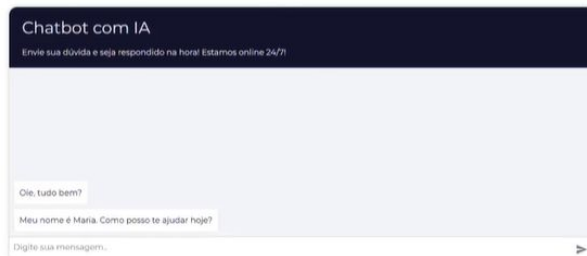 Chatbot com IA
Envie sua dúvida e seja respondido na hora! Estamos online 24/7!
Oie, tudo bem?
Meu nome é Maria. Como posso te ajudar hoje?
Digite sua mensagem...